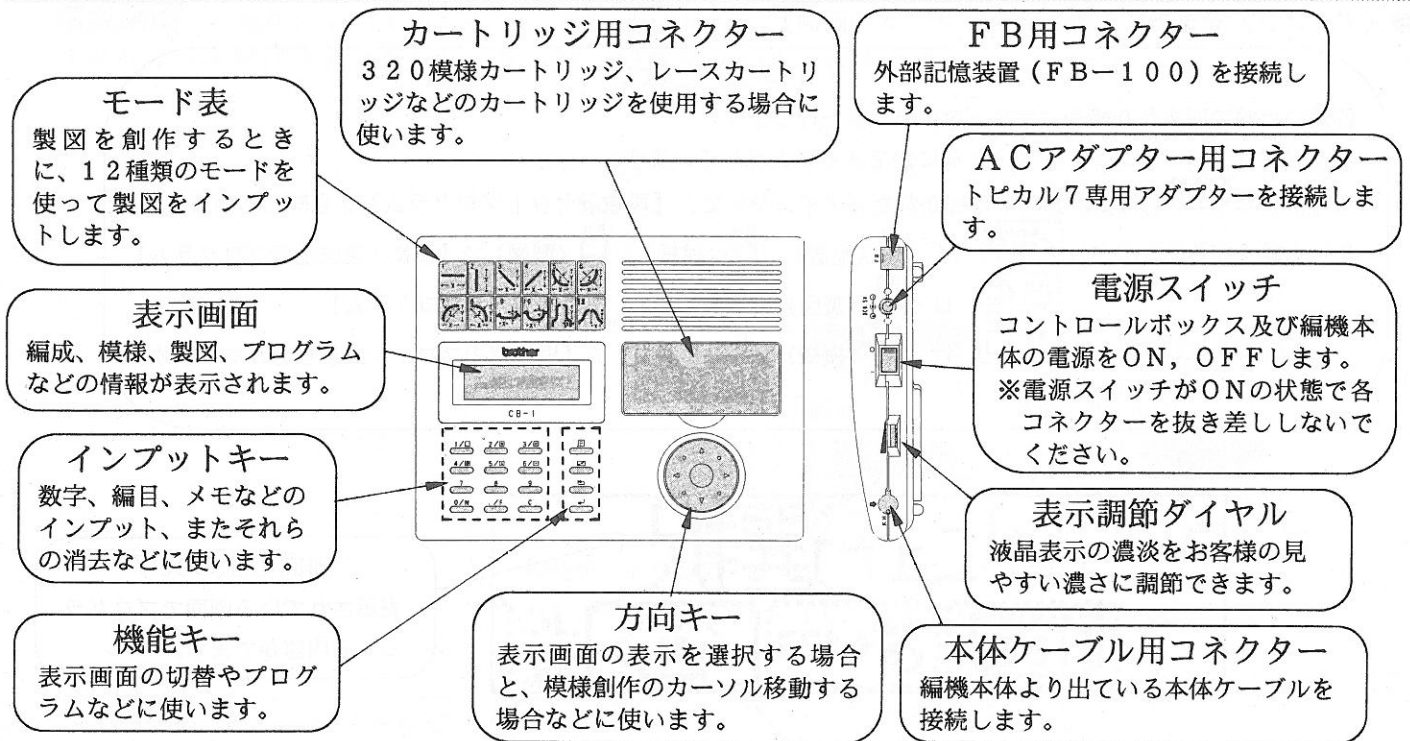 カートリッジ用コネクター
３２０模様カートリッジ、レースカートリ
ッジなどのカートリッジを使用する場合に
使います。
ＦＢ用コネクター
外部記憶装置（ＦＢ－１００）を接続し
ます。
モード表
製図を創作するとき
に、１２種類のモードを
使って製図をインプッ
トします。
ＡＣアダプター用コネクター
トピカル７専用アダプターを接続しま
す。
表示画面
編成、模様、製図、プログラム
などの情報が表示されます。
電源スイッチ
コントロールボックス及び編機本
体の電源をＯＮ，ＯＦＦします。
※電源スイッチがＯＮの状態で各
コネクターを抜き差ししないで
ください。
brother
CB-1
インプットキー
数字、編目、メモなどの
インプット、またそれら
の消去などに使います。
表示調節ダイヤル
液晶表示の濃淡をお客様の見
やすい濃さに調節できます。
機能キー
表示画面の切替やプログ
ラムなどに使います。
方向キー
表示画面の表示を選択する場合
と、模様創作のカーソル移動する
場合などに使います。
本体ケーブル用コネクター
編機本体より出ている本体ケーブルを
接続します。